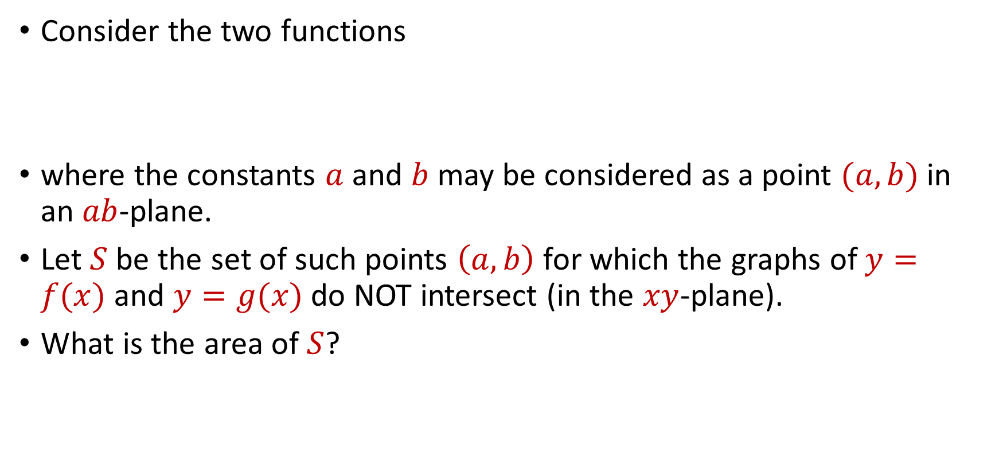 • Consider the two functions
• where the constants a and b may be considered as a point (a, b) in
an ab-plane.
• Let S be the set of such points (a, b) for which the graphs of y =
f(x) and y = g(x) do NOT intersect (in the xy-plane).
• What is the area of S?